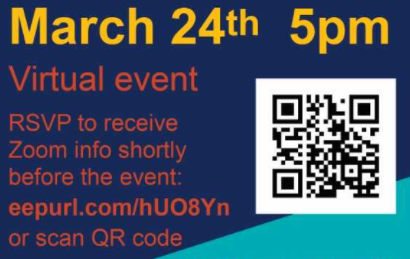 March 24th 5pm
Virtual event
RSVP to receive
Zoom info shortly
before the event:
eepurl.com/hUO8Yn
or scan QR code